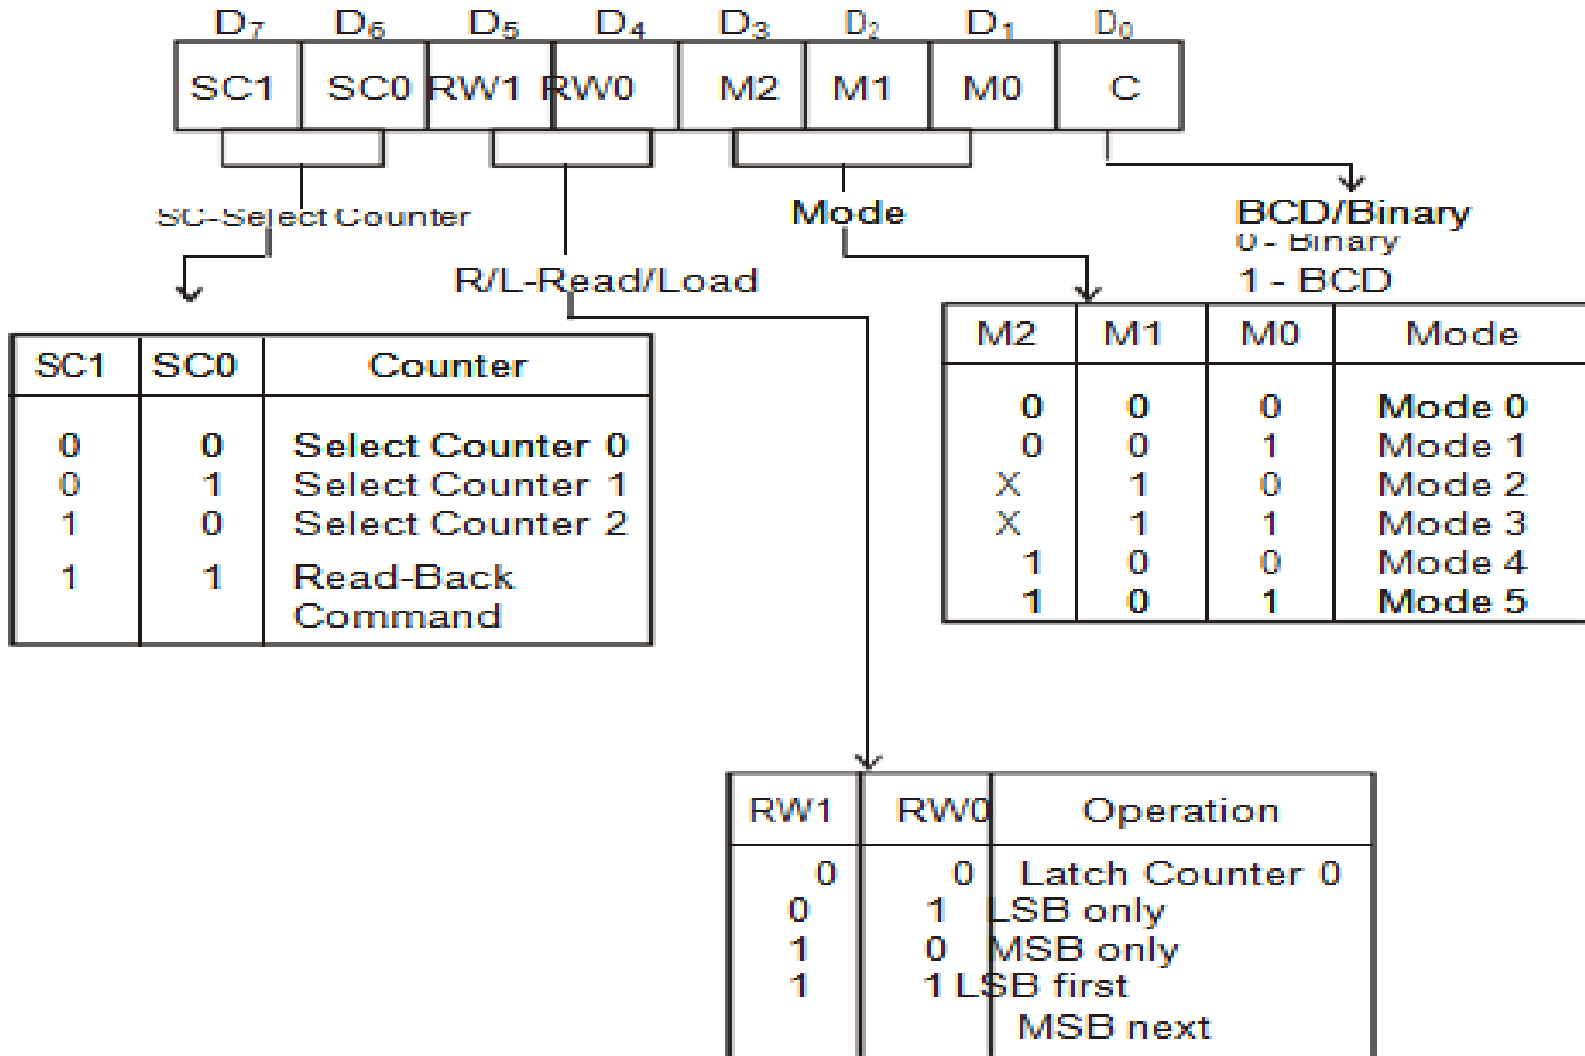 D₇ D₆ D₅ D₄ D₃ D₂ D₁ D₀
SC1 SC0 RW1 RW0 M2 M1 M0 C
SC-Select Counter
Mode
BCD/Binary
0 - Binary
1 - BCD
R/L-Read/Load
SC1 SC0 Counter
0 0 Select Counter 0
0 1 Select Counter 1
1 0 Select Counter 2
1 1 Read-Back
Command
M2 M1 M0 Mode
0 0 0 Mode 0
0 0 1 Mode 1
X 1 0 Mode 2
X 1 1 Mode 3
1 0 0 Mode 4
1 0 1 Mode 5
RW1 RW0 Operation
0 0 Latch Counter 0
0 1 LSB only
1 0 MSB only
1 1 LSB first
MSB next